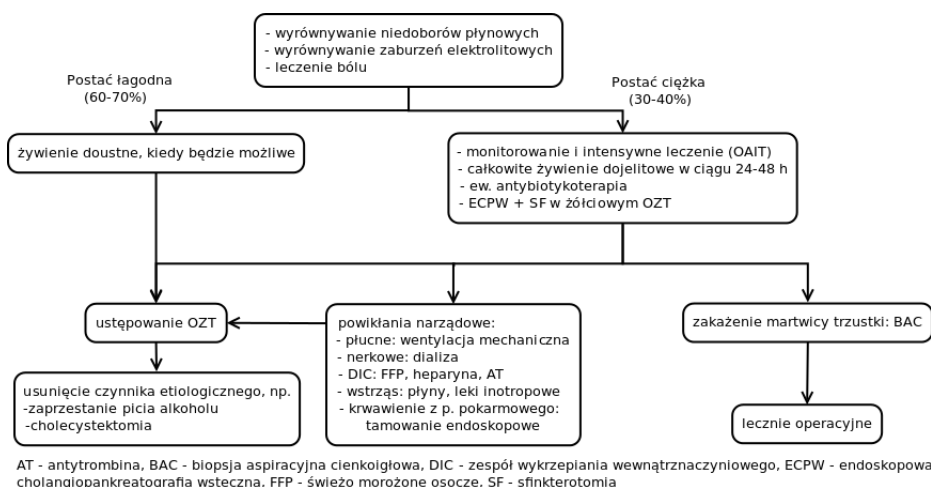 - wyrównywanie niedoborów płynowych
- wyrównywanie zaburzeń elektrolitowych
- leczenie bólu
Postać łagodna
(60-70%)
Postać ciężka
(30-40%)
żywienie doustne, kiedy będzie możliwe
- monitorowanie i intensywne leczenie (OAIT)
- całkowite żywienie dojelitowe w ciągu 24-48 h
- ew. antybiotykoterapia
- ECPW + SF w żółciowym OZT
ustępowanie OZT
powikłania narządowe:
- płucne: wentylacja mechaniczna
- nerkowe: dializa
- DIC: FFP, heparyna, AT
- wstrząs: płyny, leki inotropowe
- krwawienie z p. pokarmowego:
tamowanie endoskopowe
zakażenie martwicy trzustki: BAC
usunięcie czynnika etiologicznego, np.
-zaprzestanie picia alkoholu
-cholecystektomia
lecznie operacyjne
AT - antytrombina, BAC - biopsja aspiracyjna cienkoigłowa, DIC - zespół wykrzepiania wewnątrznaczyniowego, ECPW - endoskopowa
cholangiopankreatografia wsteczna, FFP - świeżo morożone osocze, SF - sfinkterotomia